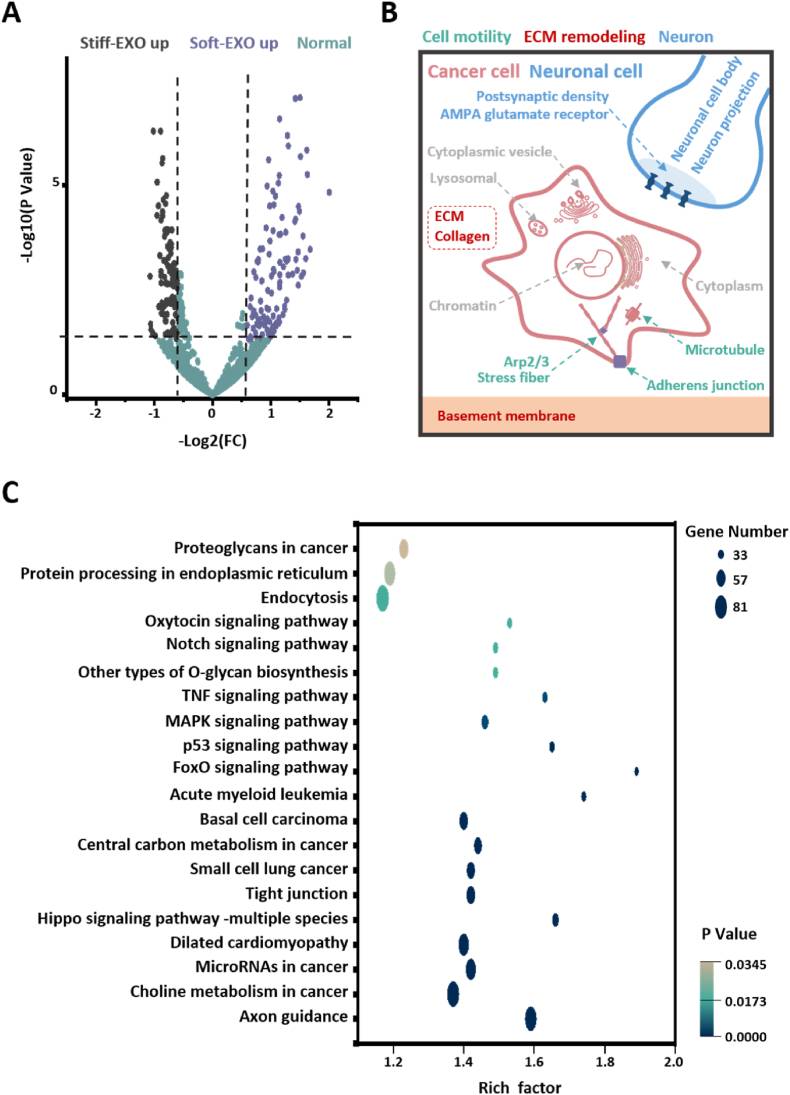 A
Stiff-EXO up Soft-EXO up Normal
-Log10(P Value)
5
0
-2 -1 0 1 2
-Log2(FC)
B
Cell motility ECM remodeling Neuron
Cancer cell Neuronal cell
Postsynaptic density
AMPA glutamate receptor
Neuronal cell body
Neuron projection
Cytoplasmic vesicle
Lysosomal
ECM
Collagen
Cytoplasm
Chromatin
Microtubule
Arp2/3
Stress fiber
Adherens junction
Basement membrane
C
Proteoglycans in cancer
Protein processing in endoplasmic reticulum
Endocytosis
Oxytocin signaling pathway
Notch signaling pathway
Other types of O-glycan biosynthesis
TNF signaling pathway
MAPK signaling pathway
p53 signaling pathway
FoxO signaling pathway
Acute myeloid leukemia
Basal cell carcinoma
Central carbon metabolism in cancer
Small cell lung cancer
Tight junction
Hippo signaling pathway -multiple species
Dilated cardiomyopathy
MicroRNAs in cancer
Choline metabolism in cancer
Axon guidance
1.2 1.4 1.6 1.8 2.0
Rich factor
Gene Number
33
57
81
P Value
0.0345
0.0173
0.0000